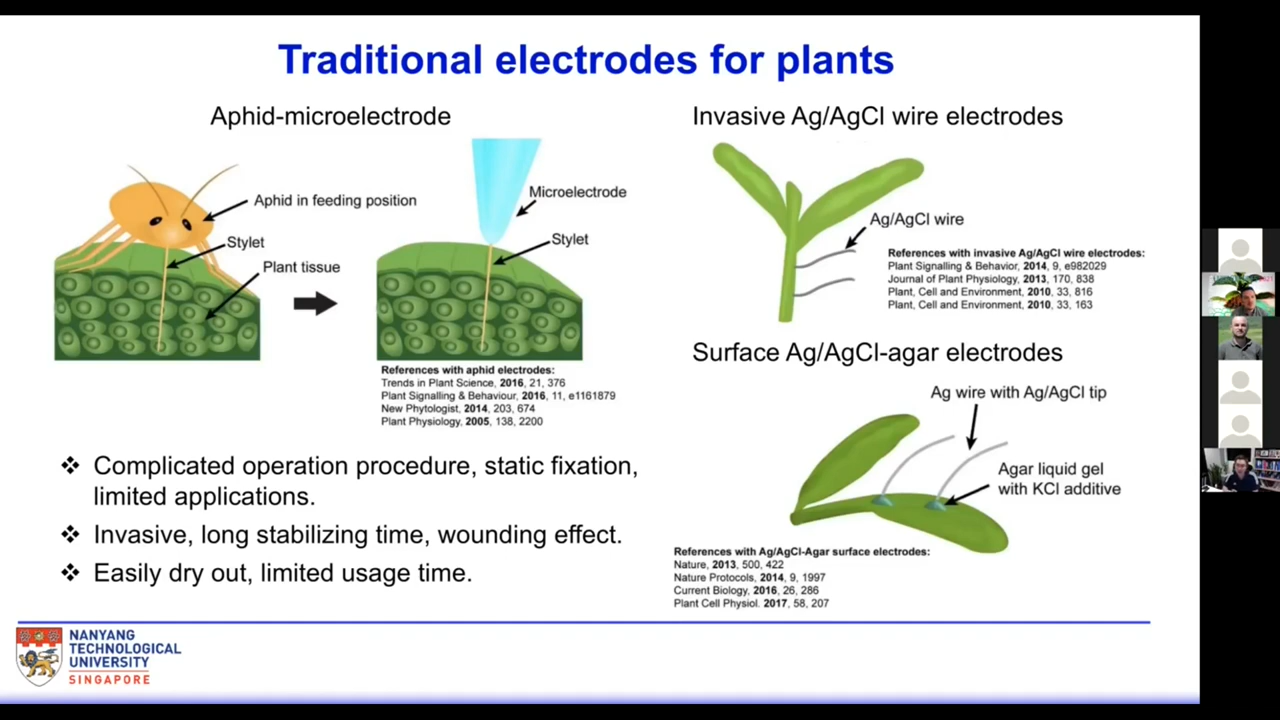 Traditional electrodes for plants
Aphid-microelectrode
Aphid in feeding position
Stylet
Plant tissue
Microelectrode
Stylet
References with aphid electrodes:
Trends in Plant Science, 2016, 21, 376
Plant Signalling & Behaviour, 2016, 11, e1161879
New Phytologist, 2014, 203, 674
Plant Physiology, 2005, 138, 2200
Invasive Ag/AgCl wire electrodes
Ag/AgCl wire
References with invasive Ag/AgCl wire electrodes:
Plant Signalling & Behavior, 2014, 9, e982029
Journal of Plant Physiology, 2013, 170, 838
Plant, Cell and Environment, 2010, 33, 816
Plant, Cell and Environment, 2010, 33, 163
Surface Ag/AgCl-agar electrodes
Ag wire with Ag/AgCl tip
Agar liquid gel
with KCl additive
References with Ag/AgCl-Agar surface electrodes:
Nature, 2013, 500, 422
Nature Protocols, 2014, 9, 1997
Current Biology, 2016, 26, 286
Plant Cell Physiol. 2017, 58, 207
❖ Complicated operation procedure, static fixation,
limited applications.
❖ Invasive, long stabilizing time, wounding effect.
❖ Easily dry out, limited usage time.
NANYANG
TECHNOLOGICAL
UNIVERSITY
SINGAPORE